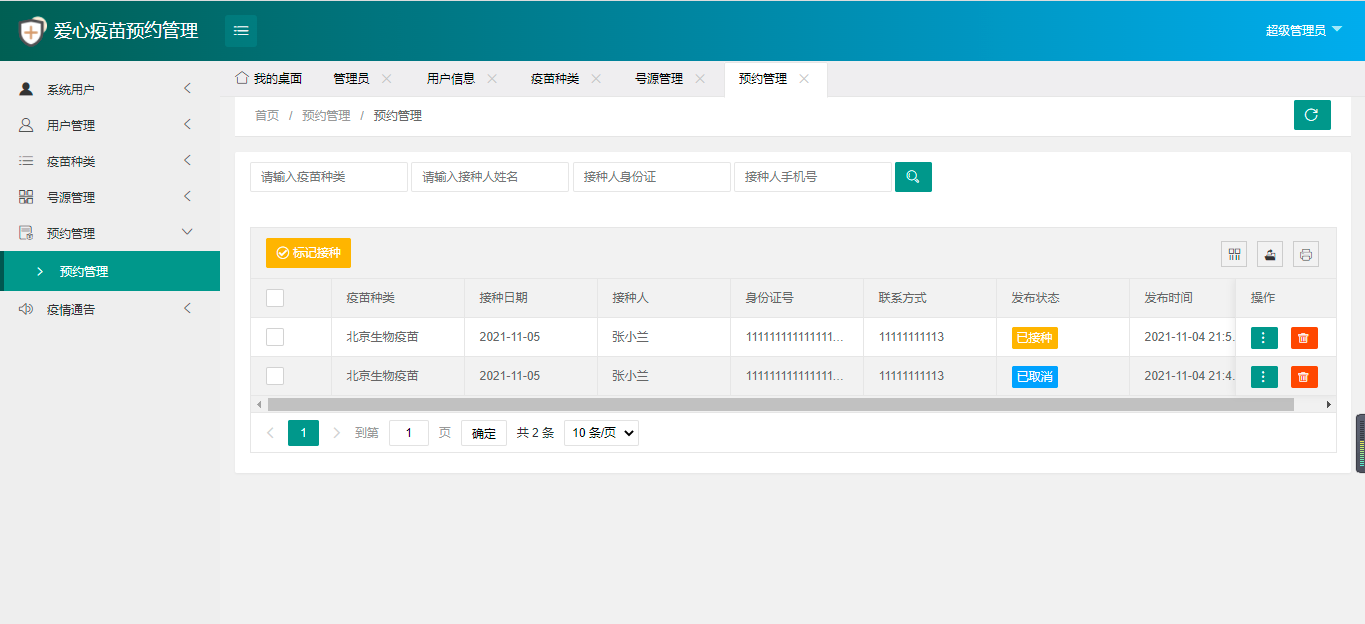 爱心疫苗预约管理
超级管理员
系统用户
用户管理
疫苗种类
号源管理
预约管理
预约管理
疫情通告
我的桌面 管理员 用户信息 疫苗种类 号源管理 预约管理
首页 / 预约管理 / 预约管理
请输入疫苗种类 请输入接种人姓名 接种人身份证 接种人手机号
标记接种
疫苗种类 接种日期 接种人 身份证号 联系方式 发布状态 发布时间 操作
北京生物疫苗 2021-11-05 张小兰 111111111111111... 11111111113 已接种 2021-11-04 21:5.
北京生物疫苗 2021-11-05 张小兰 111111111111111... 11111111113 已取消 2021-11-04 21:4.
1 到第 1 页 确定 共 2 条 10 条/页